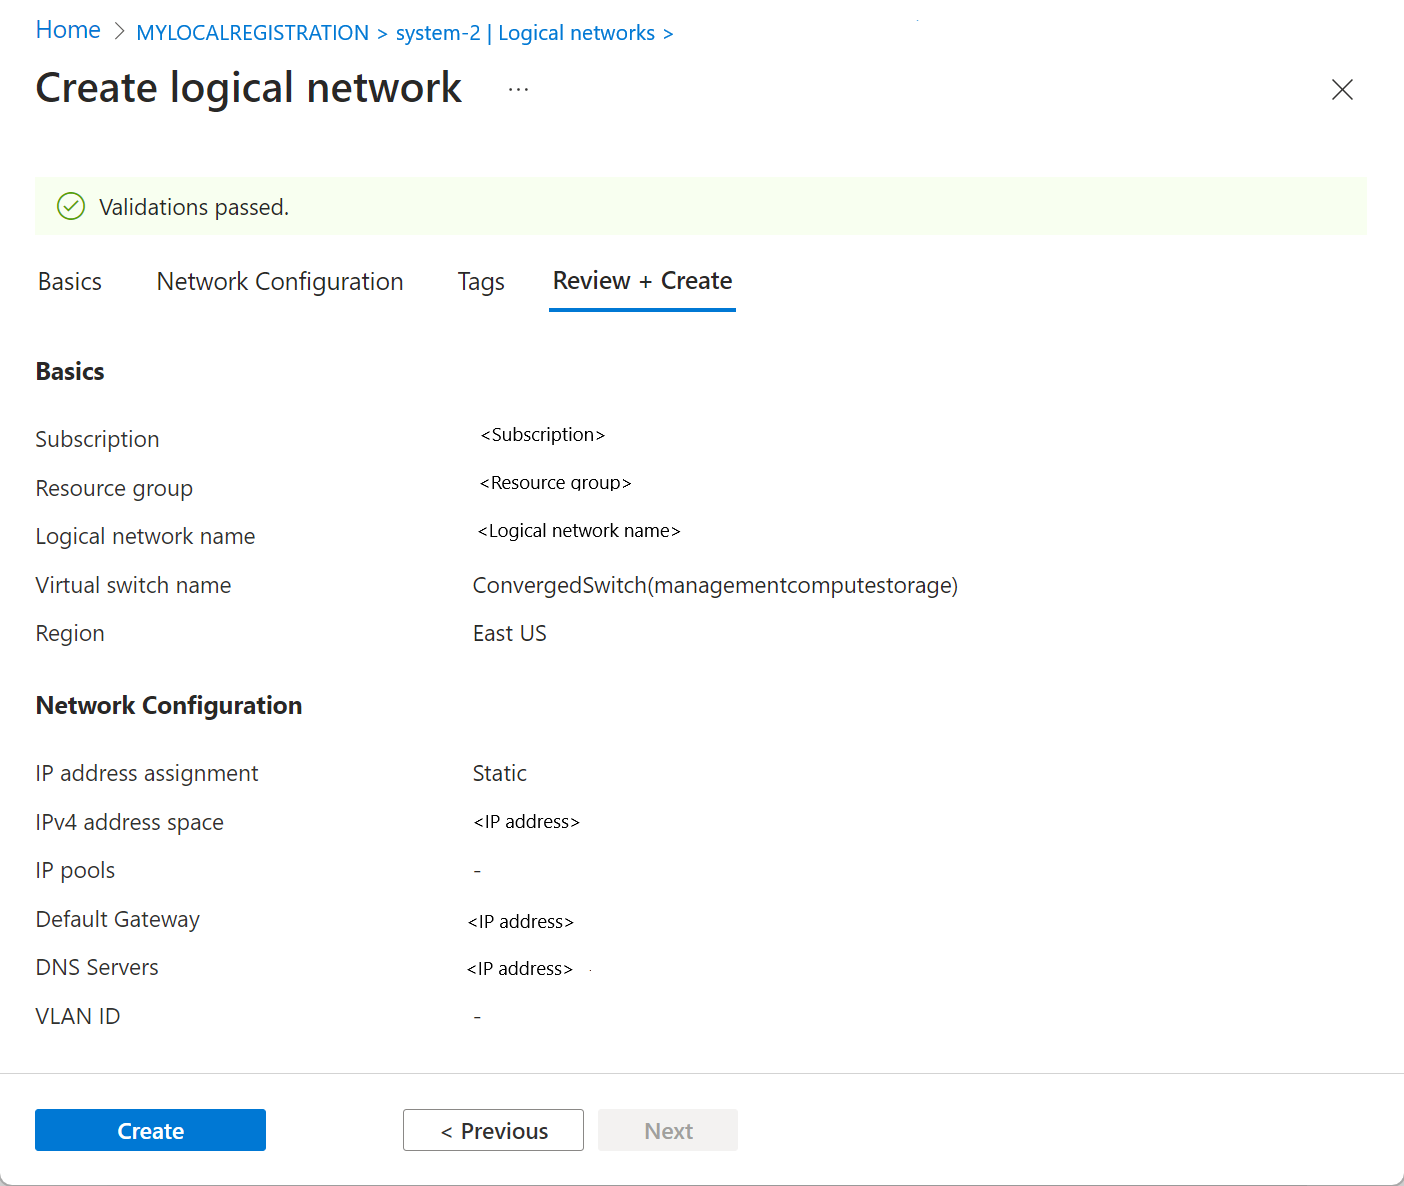 Home > MYLOCALREGISTRATION > system-2 | Logical networks >
Create logical network ...
Validations passed.
Basics Network Configuration Tags Review + Create
Basics
Subscription <Subscription>
Resource group <Resource group>
Logical network name <Logical network name>
Virtual switch name ConvergedSwitch(managementcomputestorage)
Region East US
Network Configuration
IP address assignment Static
IPv4 address space <IP address>
IP pools -
Default Gateway <IP address>
DNS Servers <IP address>
VLAN ID -
Create < Previous Next